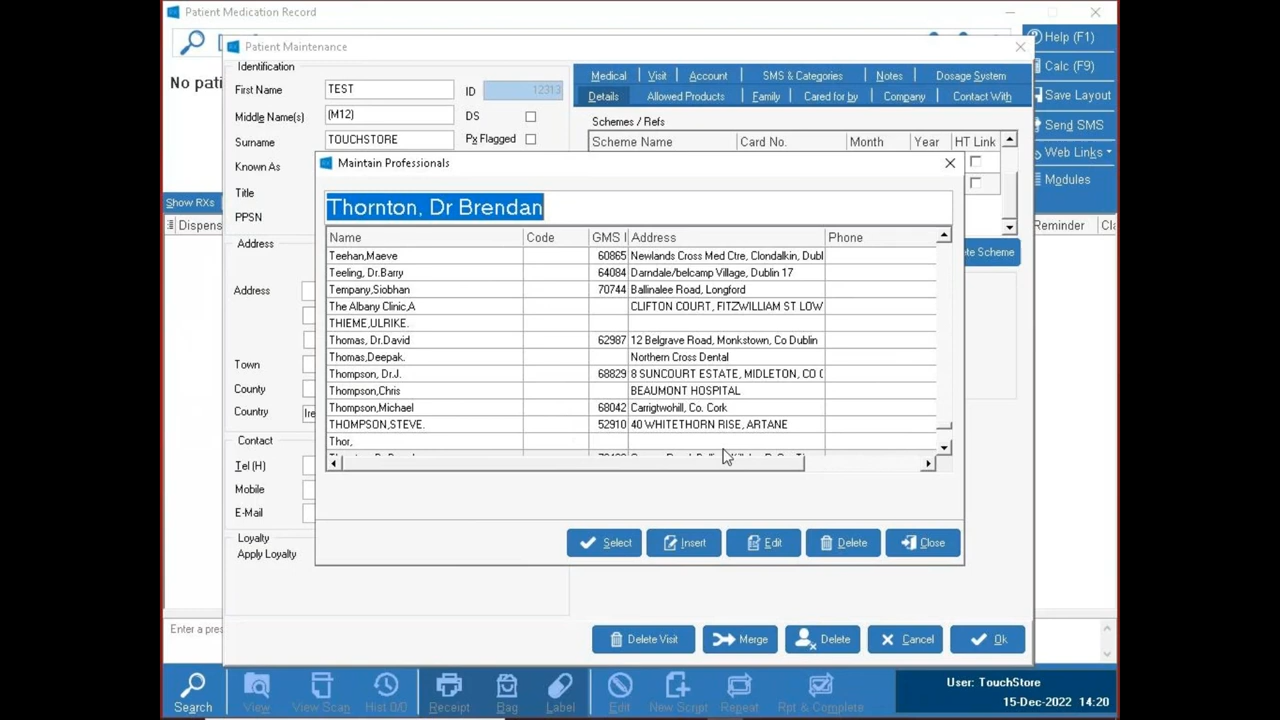 Patient Medication Record
Patient Maintenance
Help (F1)
Calc (F9)
Save Layout
Send SMS
Web Links
Modules
No pati
Show RXs
Dispens
Reminder
Cla
Identification
First Name TEST
ID 12313
Middle Name(s) (M12)
DS
Surname TOUCHSTORE
Px Flagged
Known As
Title
PPSN
Address
Address
Town
County
Country Ire
Contact
Tel (H)
Mobile
E-Mail
Loyalty
Apply Loyalty
Medical Visit Account SMS & Categories Notes Dosage System
Details Allowed Products Family Cared for by Company Contact With
Schemes / Refs
Scheme Name Card No. Month Year HT Link
ete Scheme
Maintain Professionals
Thornton, Dr Brendan
Name Code GMS I Address Phone
Teehan,Maeve 60865 Newlands Cross Med Ctre, Clondalkin, Dubl
Teeling, Dr.Barry 64084 Darndale/belcamp Village, Dublin 17
Tempany,Siobhan 70744 Ballinalee Road, Longford
The Albany Clinic,A CLIFTON COURT, FITZWILLIAM ST LOW
THIEME,ULRIKE.
Thomas, Dr.David 62987 12 Belgrave Road, Monkstown, Co Dublin
Thomas,Deepak. Northern Cross Dental
Thompson, Dr.J. 68829 8 SUNCOURT ESTATE, MIDLETON, CO C
Thompson,Chris BEAUMONT HOSPITAL
Thompson,Michael 68042 Carrigtwohill, Co. Cork
THOMPSON,STEVE. 52910 40 WHITETHORN RISE, ARTANE
Thor,
Select Insert Edit Delete Close
Enter a pres
Delete Visit Merge Delete Cancel Ok
Search View View Scan Hist 0/0 Receipt Bag Label Edit New Script Repeat Rpt & Complete
User: TouchStore
15-Dec-2022 14:20